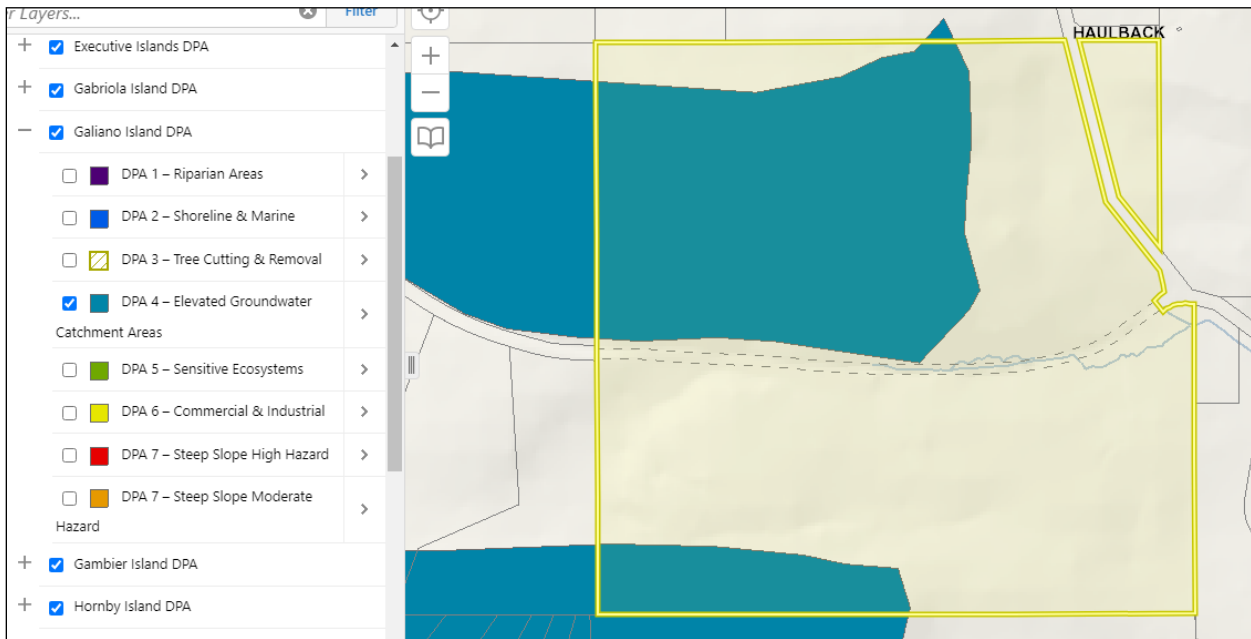 r Layers...
Filter
Executive Islands DPA
Gabriola Island DPA
Galiano Island DPA
DPA 1 – Riparian Areas
DPA 2 – Shoreline & Marine
DPA 3 – Tree Cutting & Removal
DPA 4 – Elevated Groundwater
Catchment Areas
DPA 5 – Sensitive Ecosystems
DPA 6 – Commercial & Industrial
DPA 7 – Steep Slope High Hazard
DPA 7 – Steep Slope Moderate
Hazard
Gambier Island DPA
Hornby Island DPA
HAULBACK